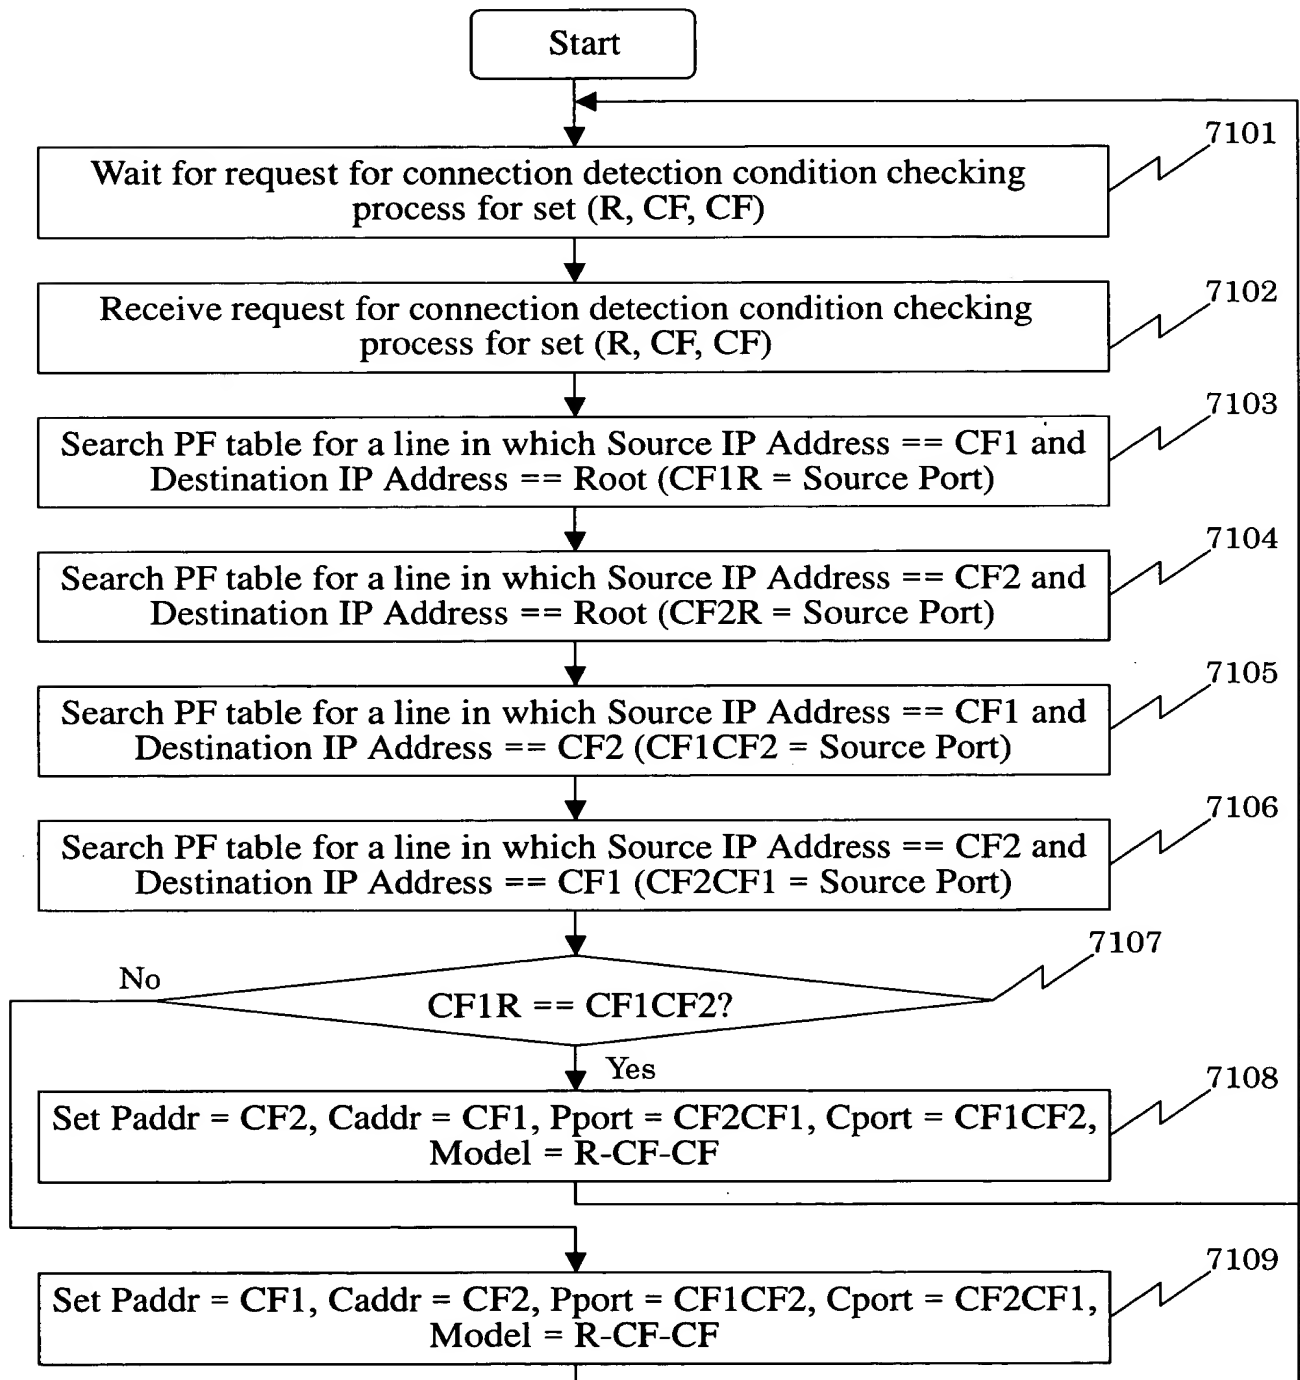 Start
7101
Wait for request for connection detection condition checking
process for set (R, CF, CF)
7102
Receive request for connection detection condition checking
process for set (R, CF, CF)
7103
Search PF table for a line in which Source IP Address == CF1 and
Destination IP Address == Root (CF1R = Source Port)
7104
Search PF table for a line in which Source IP Address == CF2 and
Destination IP Address == Root (CF2R = Source Port)
7105
Search PF table for a line in which Source IP Address == CF1 and
Destination IP Address == CF2 (CF1CF2 = Source Port)
7106
Search PF table for a line in which Source IP Address == CF2 and
Destination IP Address == CF1 (CF2CF1 = Source Port)
7107
No
CF1R == CF1CF2?
Yes
7108
Set Paddr = CF2, Caddr = CF1, Pport = CF2CF1, Cport = CF1CF2,
Model = R-CF-CF
7109
Set Paddr = CF1, Caddr = CF2, Pport = CF1CF2, Cport = CF2CF1,
Model = R-CF-CF